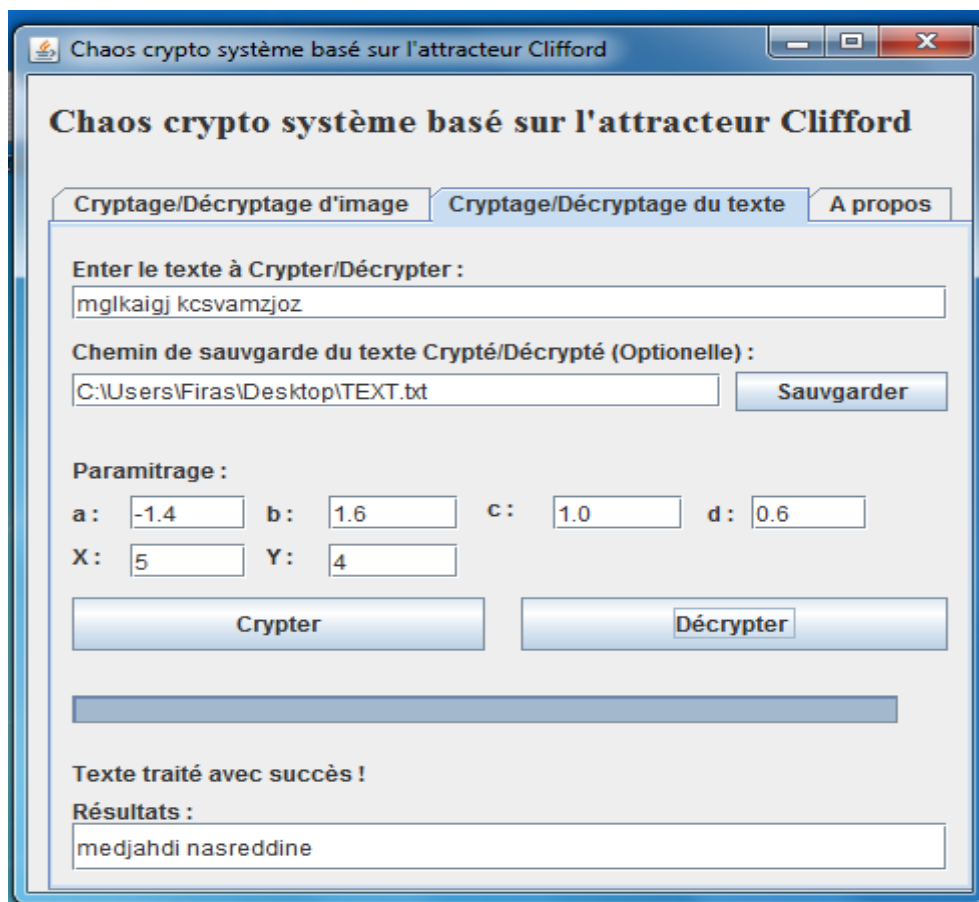 Chaos crypto système basé sur l'attracteur Clifford
Chaos crypto système basé sur l'attracteur Clifford
Cryptage/Décryptage d'image Cryptage/Décryptage du texte A propos
Enter le texte à Crypter/Décrypter :
mglkaigj kcsvamzjoz
Chemin de sauvgarde du texte Crypté/Décrypté (Optionelle) :
C:\Users\Firas\Desktop\TEXT.txt Sauvgarder
Paramitrage :
a : -1.4 b : 1.6 c : 1.0 d : 0.6
X : 5 Y : 4
Crypter Décrypter
Texte traité avec succès !
Résultats :
medjahdi nasreddine